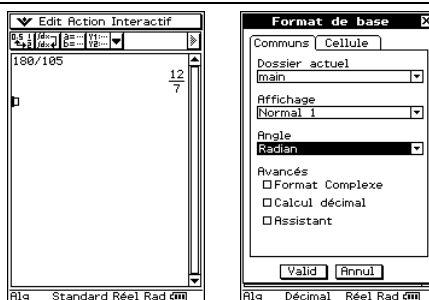 Edit Action Interactif
180/105
12
7
Alg Standard Réel Rad
Format de base
Communs Cellule
Dossier actuel
main
Affichage
Normal 1
Angle
Radian
Avancés
Format Complexe
Calcul décimal
Assistant
Valid Annul
Alg Décimal Réel Rad